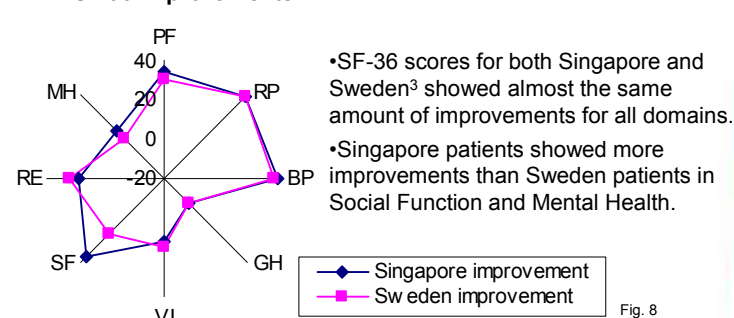 PF
40
20
0
-20
RP
BP
GH
SF
RE
MH
•SF-36 scores for both Singapore and
Sweden3 showed almost the same
amount of improvements for all domains.
•Singapore patients showed more
improvements than Sweden patients in
Social Function and Mental Health.
Singapore improvement
Sweden improvement
Fig. 8